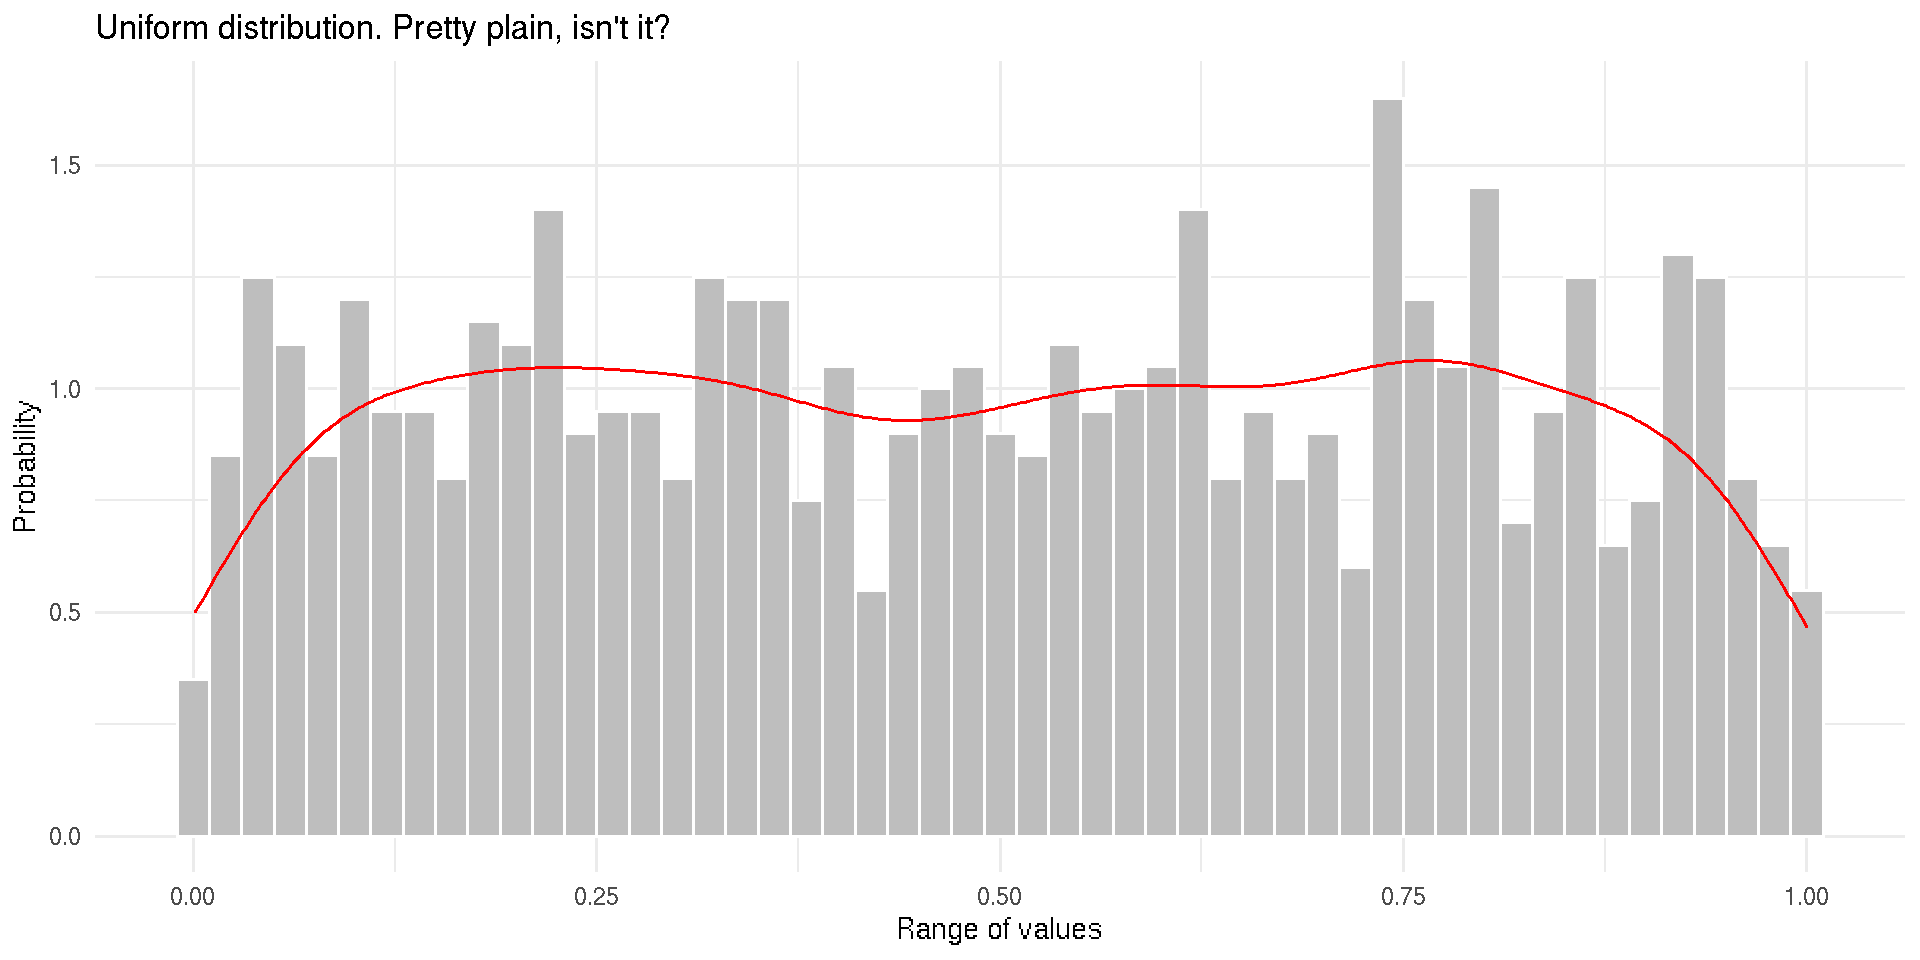 Uniform distribution. Pretty plain, isn't it?
Probability
1.5
1.0
0.5
0.0
0.00 0.25 0.50 0.75 1.00
Range of values